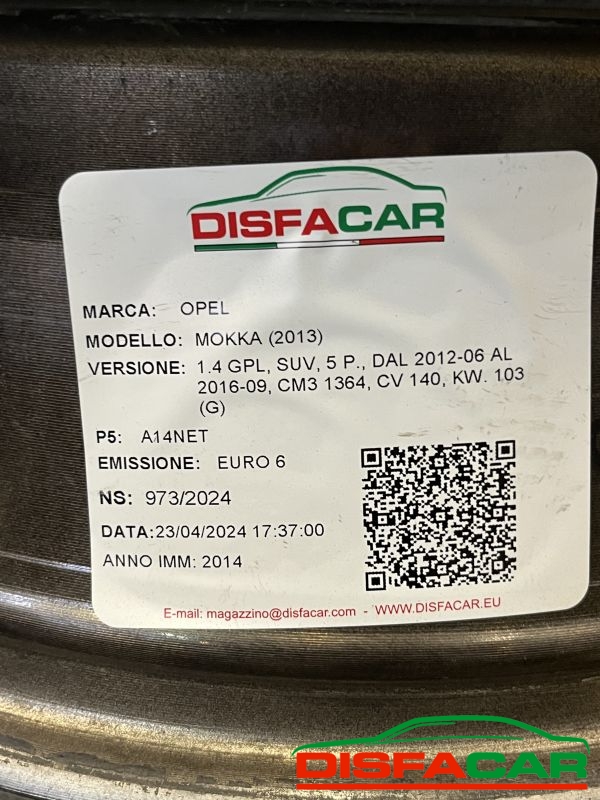 DISFACAR
MARCA: OPEL
MODELLO: MOKKA (2013)
VERSIONE: 1.4 GPL, SUV, 5 P., DAL 2012-06 AL
2016-09, CM3 1364, CV 140, KW. 103
(G)
P5: A14NET
EMISSIONE: EURO 6
NS: 973/2024
DATA:23/04/2024 17:37:00
ANNO IMM: 2014
E-mail: magazzino@disfacar.com - WWW.DISFACAR.EU
DISFACAR